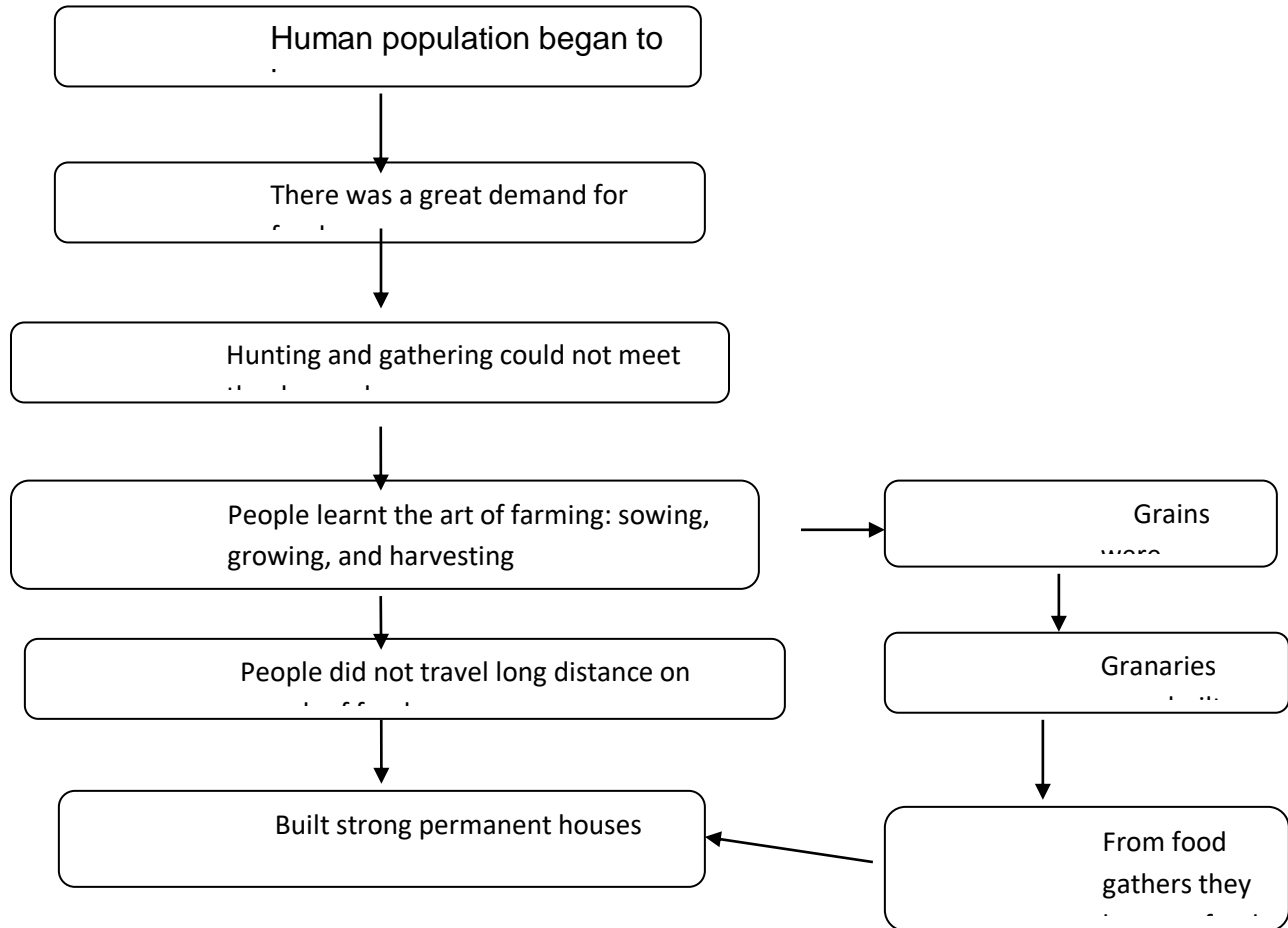 Human population began to
There was a great demand for
Hunting and gathering could not meet
People learnt the art of farming: sowing,
growing, and harvesting
Grains
were
People did not travel long distance on
Granaries
Built strong permanent houses
From food
gathers they